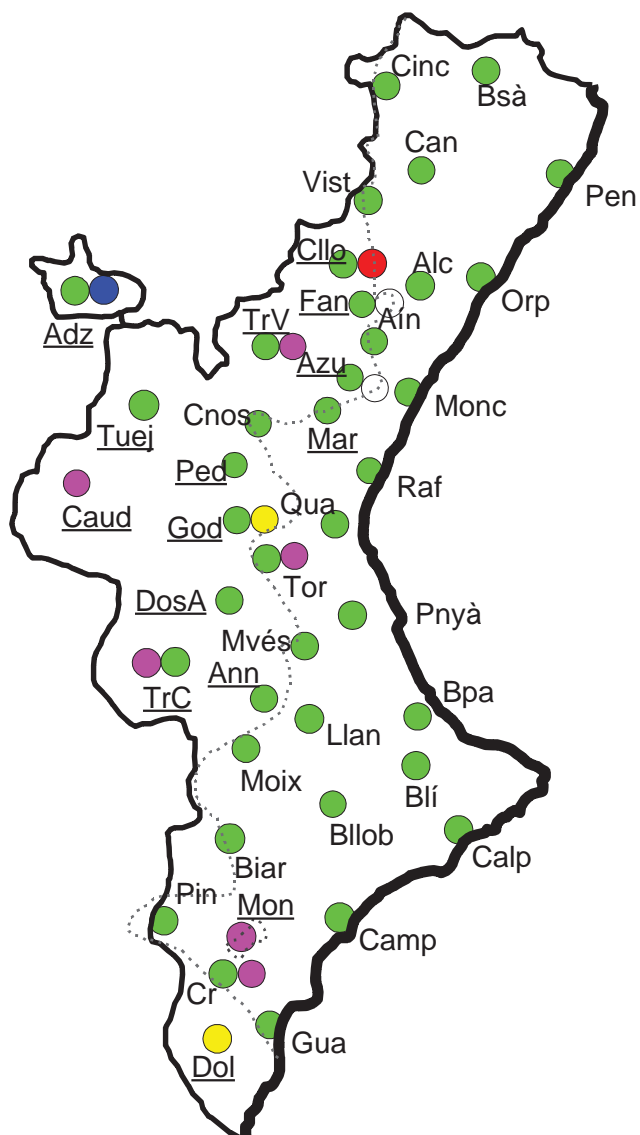 Cinc
Bsà
Can
Vist
Pen
Cllo
Alc
Orp
Fan
Aín
Adz
TrV
Azu
Monc
Tuej
Cnos
Mar
Ped
Raf
Caud
Qua
God
Tor
DosA
Pnyà
Mvés
TrC
Ann
Bpa
Llan
Moix
Blí
Bllob
Calp
Biar
Pin
Mon
Camp
Cr
Gua
Dol